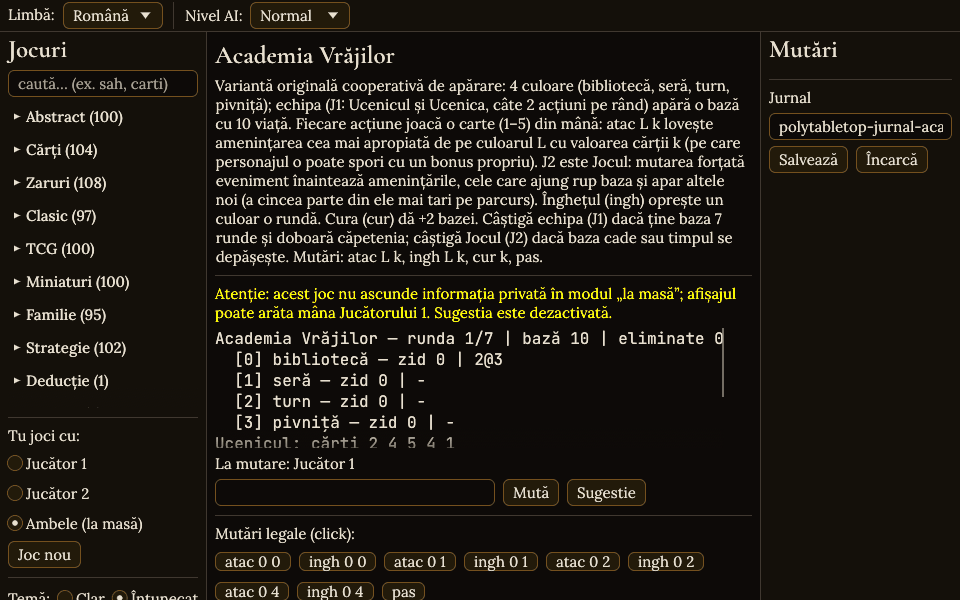 Limbă: Română ▼ Nivel AI: Normal ▼
Jocuri
caută... (ex. sah, carti)
▸ Abstract (100)
▸ Cărți (104)
▸ Zaruri (108)
▸ Clasic (97)
▸ TCG (100)
▸ Miniaturi (100)
▸ Familie (95)
▸ Strategie (102)
▸ Deducție (1)
Tu joci cu:
Jucător 1
Jucător 2
Ambele (la masă)
Joc nou
Temă: Clar Întunecat
Academia Vrăjilor
Variantă originală cooperativă de apărare: 4 culoare (bibliotecă, seră, turn,
pivniță); echipa (J1: Ucenicul și Ucenica, câte 2 acțiuni pe rând) apără o bază
cu 10 viață. Fiecare acțiune joacă o carte (1–5) din mână: atac L k lovește
amenințarea cea mai apropiată de pe culoarul L cu valoarea cărții k (pe care
personajul o poate spori cu un bonus propriu). J2 este Jocul: mutarea forțată
eveniment înaintează amenințările, cele care ajung rup baza și apar altele
noi (a cincea parte din ele mai tari pe parcurs). Înghețul (ingh) oprește un
culoar o rundă. Cura (cur) dă +2 bazei. Câștigă echipa (J1) dacă ține baza 7
runde și doboară căpetenia; câștigă Jocul (J2) dacă baza cade sau timpul se
depășește. Mutări: atac L k, ingh L k, cur k, pas.
Atenție: acest joc nu ascunde informația privată în modul „la masă”; afișajul
poate arăta mâna Jucătorului 1. Sugestia este dezactivată.
Academia Vrăjilor — runda 1/7 | bază 10 | eliminate 0
[0] bibliotecă — zid 0 | 2@3
[1] seră — zid 0 | -
[2] turn — zid 0 | -
[3] pivniță — zid 0 | -
Ucenicul: cărți 2 4 5 4 1
La mutare: Jucător 1
Mută Sugestie
Mutări legale (click):
atac 0 0 ingh 0 0 atac 0 1 ingh 0 1 atac 0 2 ingh 0 2
atac 0 4 ingh 0 4 pas
Mutări
Jurnal
polytabletop-jurnal-aca
Salvează Încarcă